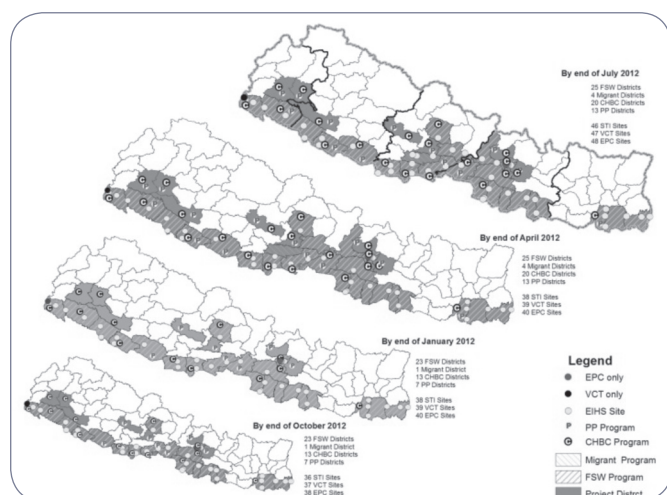 By end of July 2012
25 FSW Districts
4 Migrant Districts
20 CHBC Districts
13 PP Districts
46 STI Sites
47 VCT Sites
48 EPC Sites
By end of April 2012
25 FSW Districts
4 Migrant Districts
20 CHBC Districts
13 PP Districts
38 STI Sites
39 VCT Sites
40 EPC Sites
By end of January 2012
23 FSW Districts
1 Migrant District
13 CHBC Districts
7 PP Districts
38 STI Sites
39 VCT Sites
40 EPC Sites
By end of October 2012
23 FSW Districts
1 Migrant District
13 CHBC Districts
7 PP Districts
36 STI Sites
37 VCT Sites
38 EPC Sites
Legend
EPC only
VCT only
EIHS Site
P PP Program
C CHBC Program
Migrant Program
FSW Program
Project District